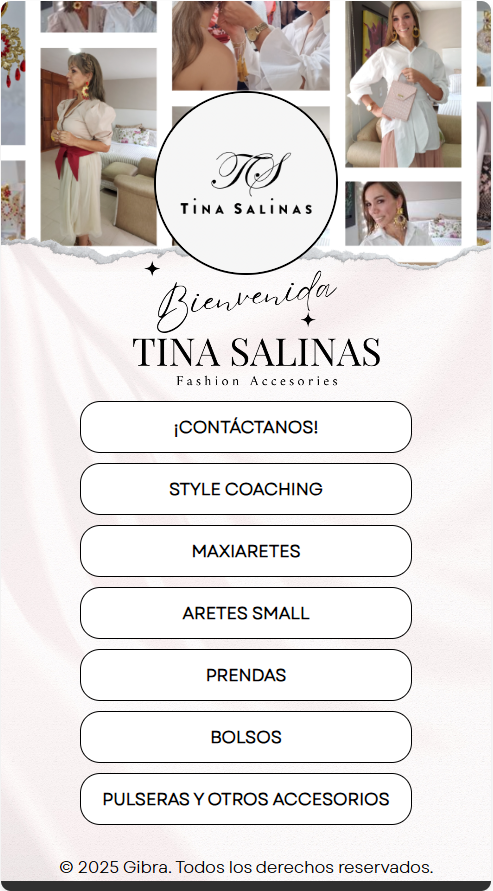 TS
TINA SALINAS
Bienvenida
TINA SALINAS
Fashion Accesories
¡CONTÁCTANOS!
STYLE COACHING
MAXIARETES
ARETES SMALL
PRENDAS
BOLSOS
PULSERAS Y OTROS ACCESORIOS
© 2025 Gibra. Todos los derechos reservados.